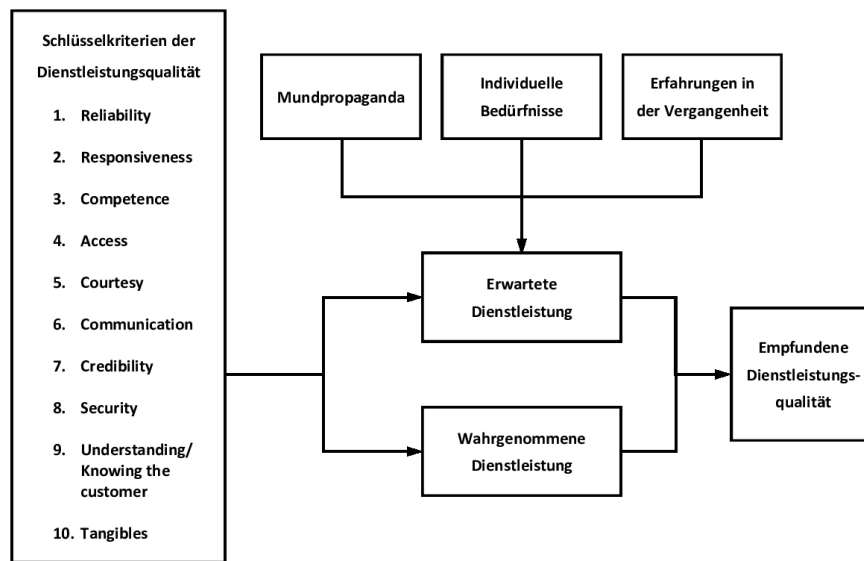 Schlüsselkriterien der
Dienstleistungsqualität
1. Reliability
2. Responsiveness
3. Competence
4. Access
5. Courtesy
6. Communication
7. Credibility
8. Security
9. Understanding/
Knowing the
customer
10. Tangibles
Mundpropaganda
Individuelle
Bedürfnisse
Erfahrungen in
der Vergangenheit
Erwartete
Dienstleistung
Wahrgenommene
Dienstleistung
Empfundene
Dienstleistungs-
qualität